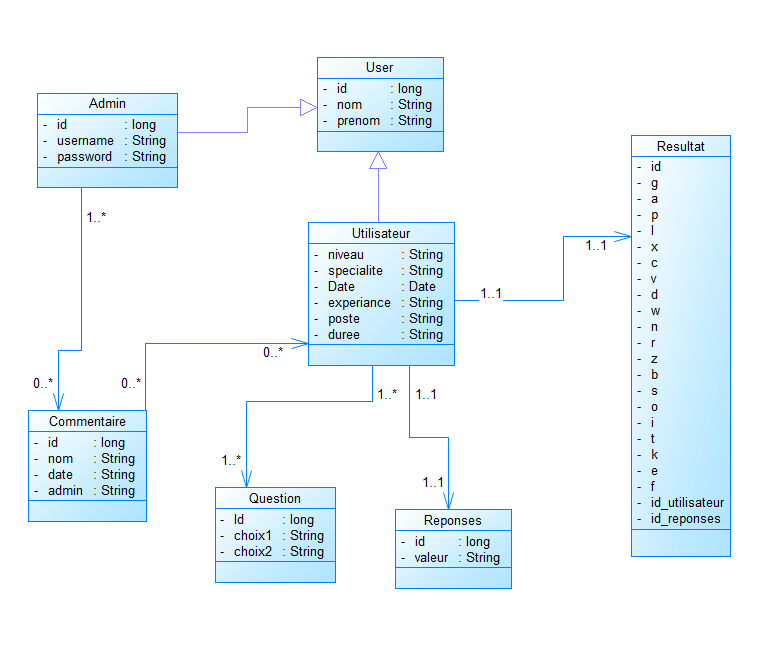 User
- id : long
- nom : String
- prenom : String
Admin
- id : long
- username : String
- password : String
Resultat
- id
- g
- a
- p
- l
- x
- c
- v
- d
- w
- n
- r
- z
- b
- s
- o
- i
- t
- k
- e
- f
- id_utilisateur
- id_reponses
Utilisateur
- niveau : String
- specialite : String
- Date : Date
- experiance : String
- poste : String
- duree : String
1..*
1..1
1..1
0..*
0..*
0..*
1..*
1..1
Commentaire
- id : long
- nom : String
- date : String
- admin : String
1..*
1..1
Question
- Id : long
- choix1 : String
- choix2 : String
Reponses
- id : long
- valeur : String